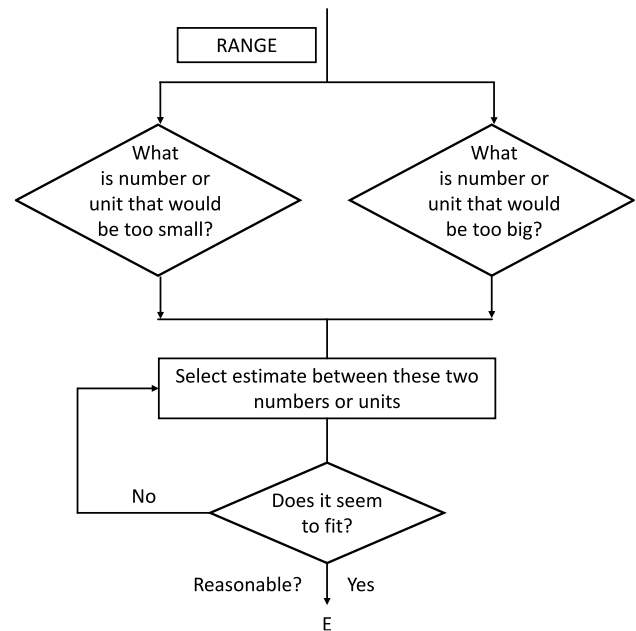 RANGE
What
is number or
unit that would
be too small?
What
is number or
unit that would
be too big?
Select estimate between these two
numbers or units
No
Does it seem
to fit?
Reasonable?
Yes
E